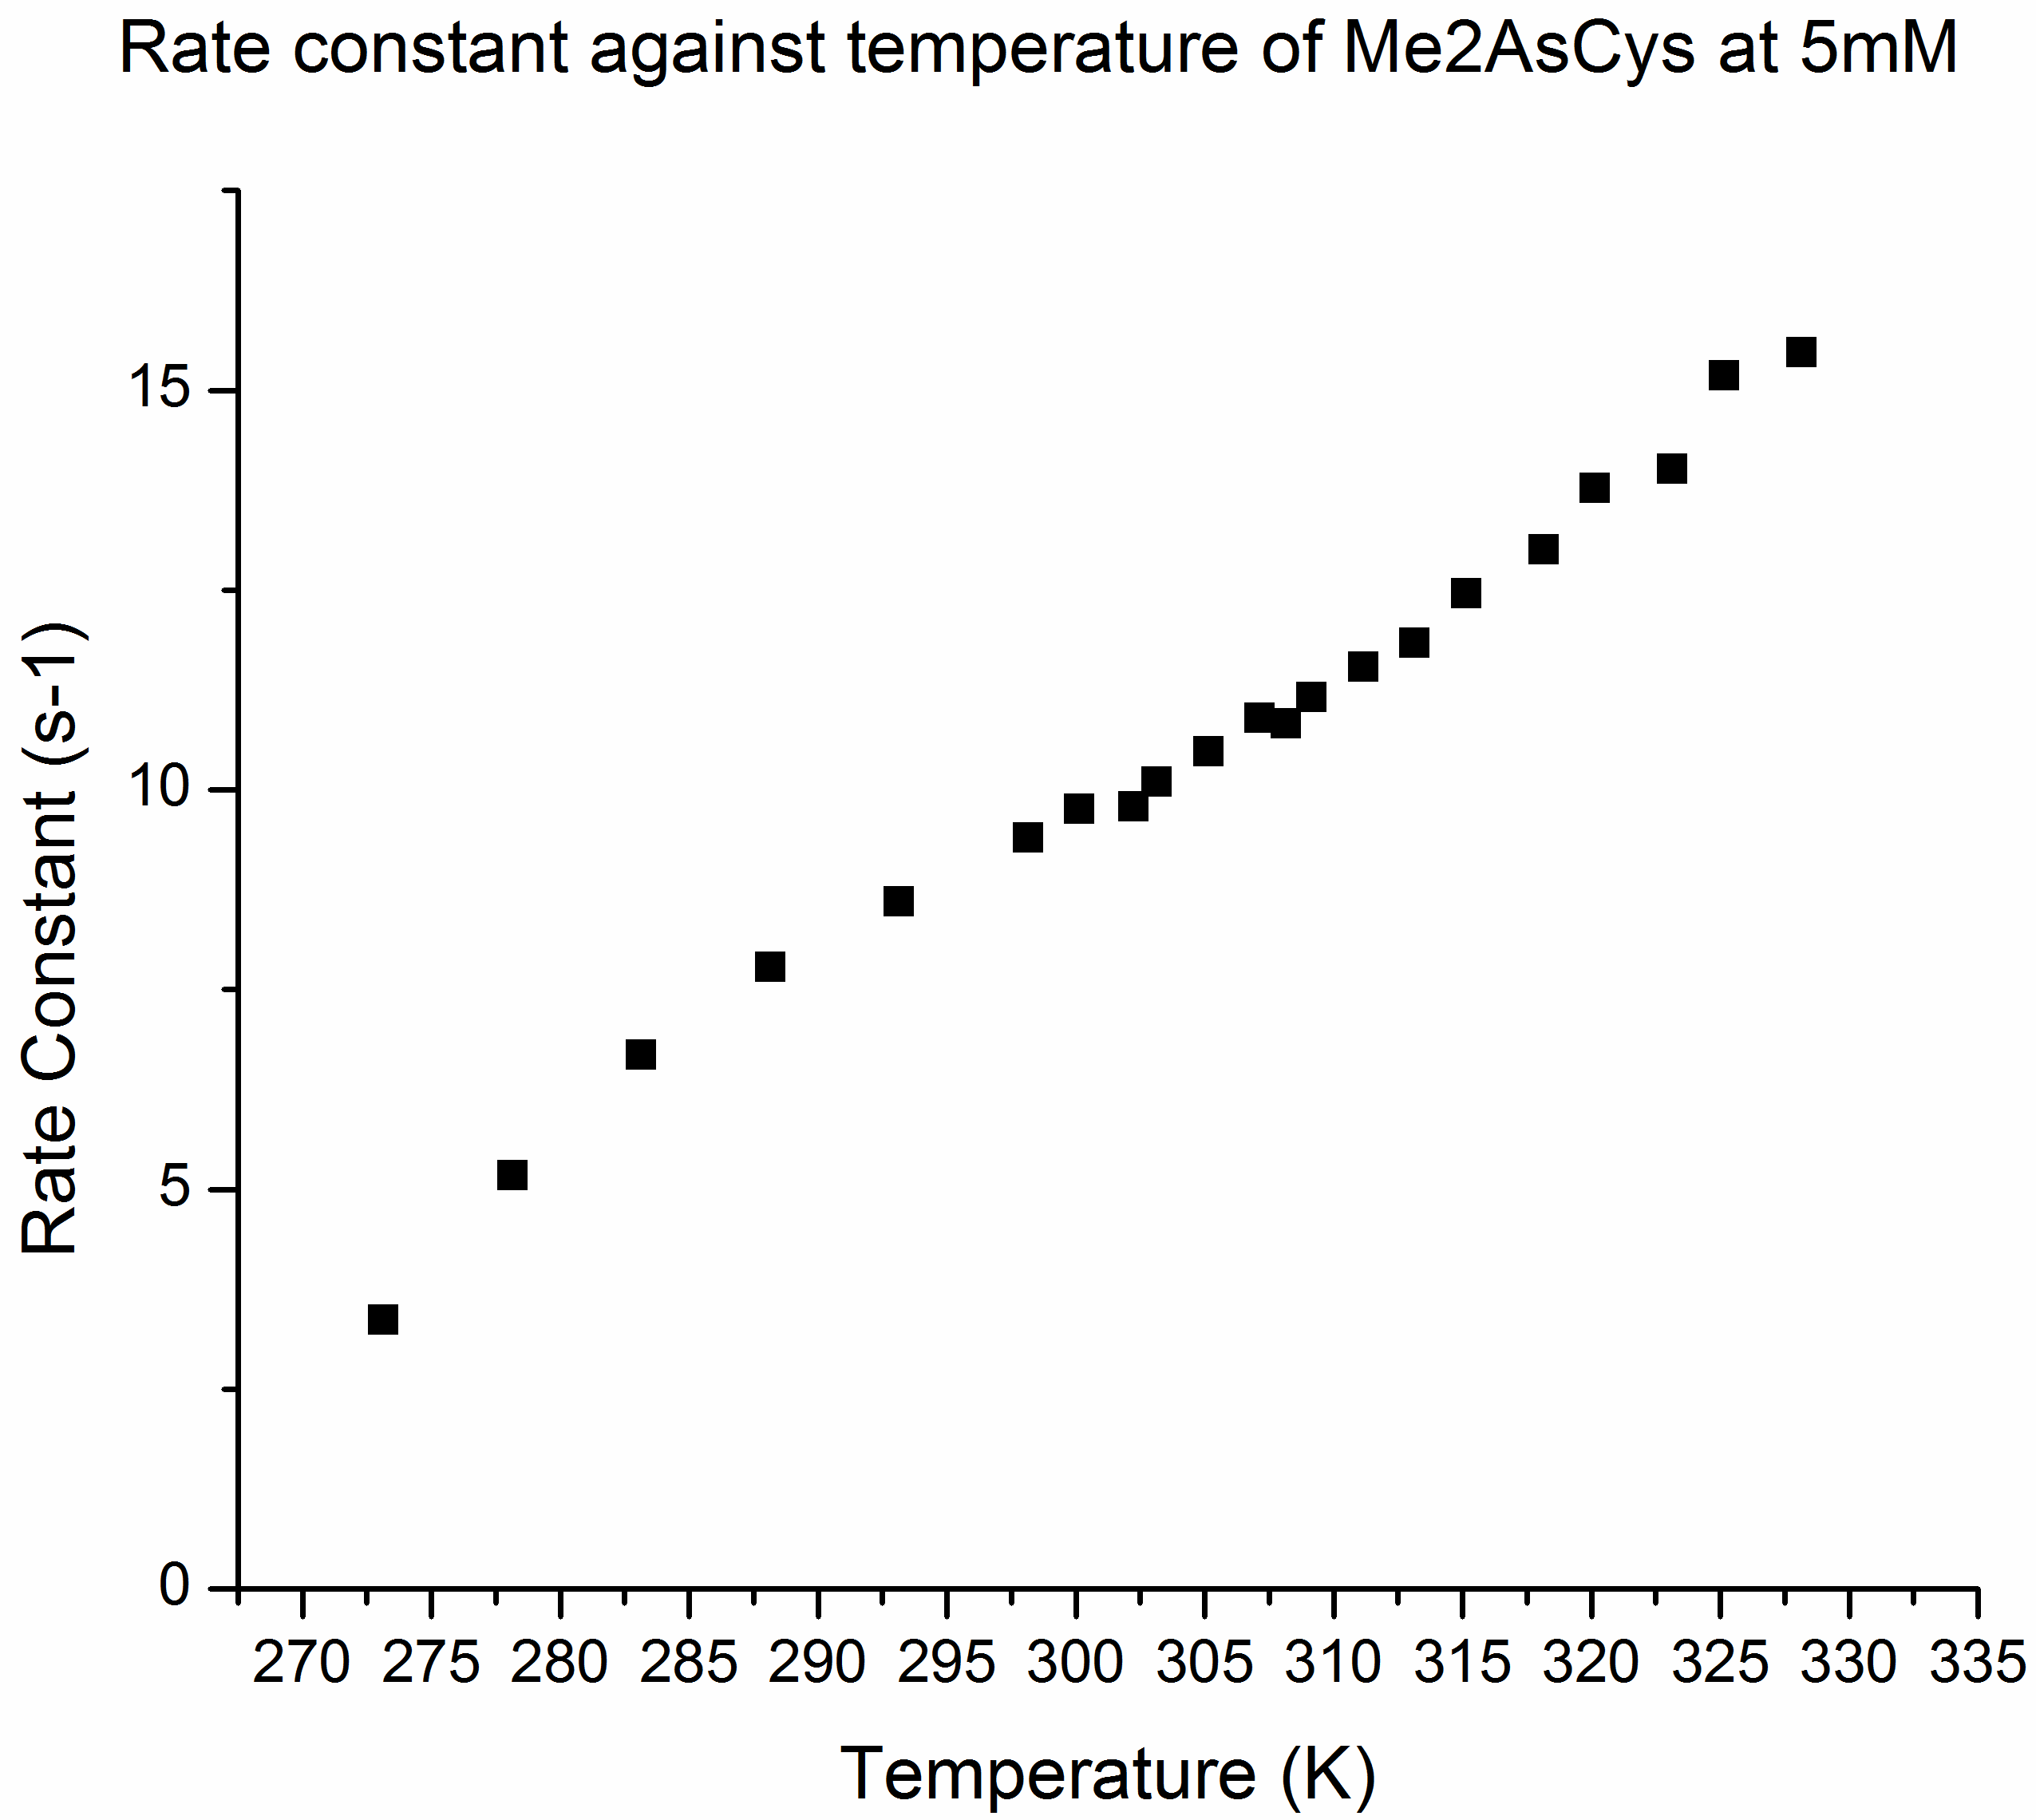 Rate constant against temperature of Me2AsCys at 5mM
Rate Constant (s-1)
15
10
5
0
270 275 280 285 290 295 300 305 310 315 320 325 330 335
Temperature (K)